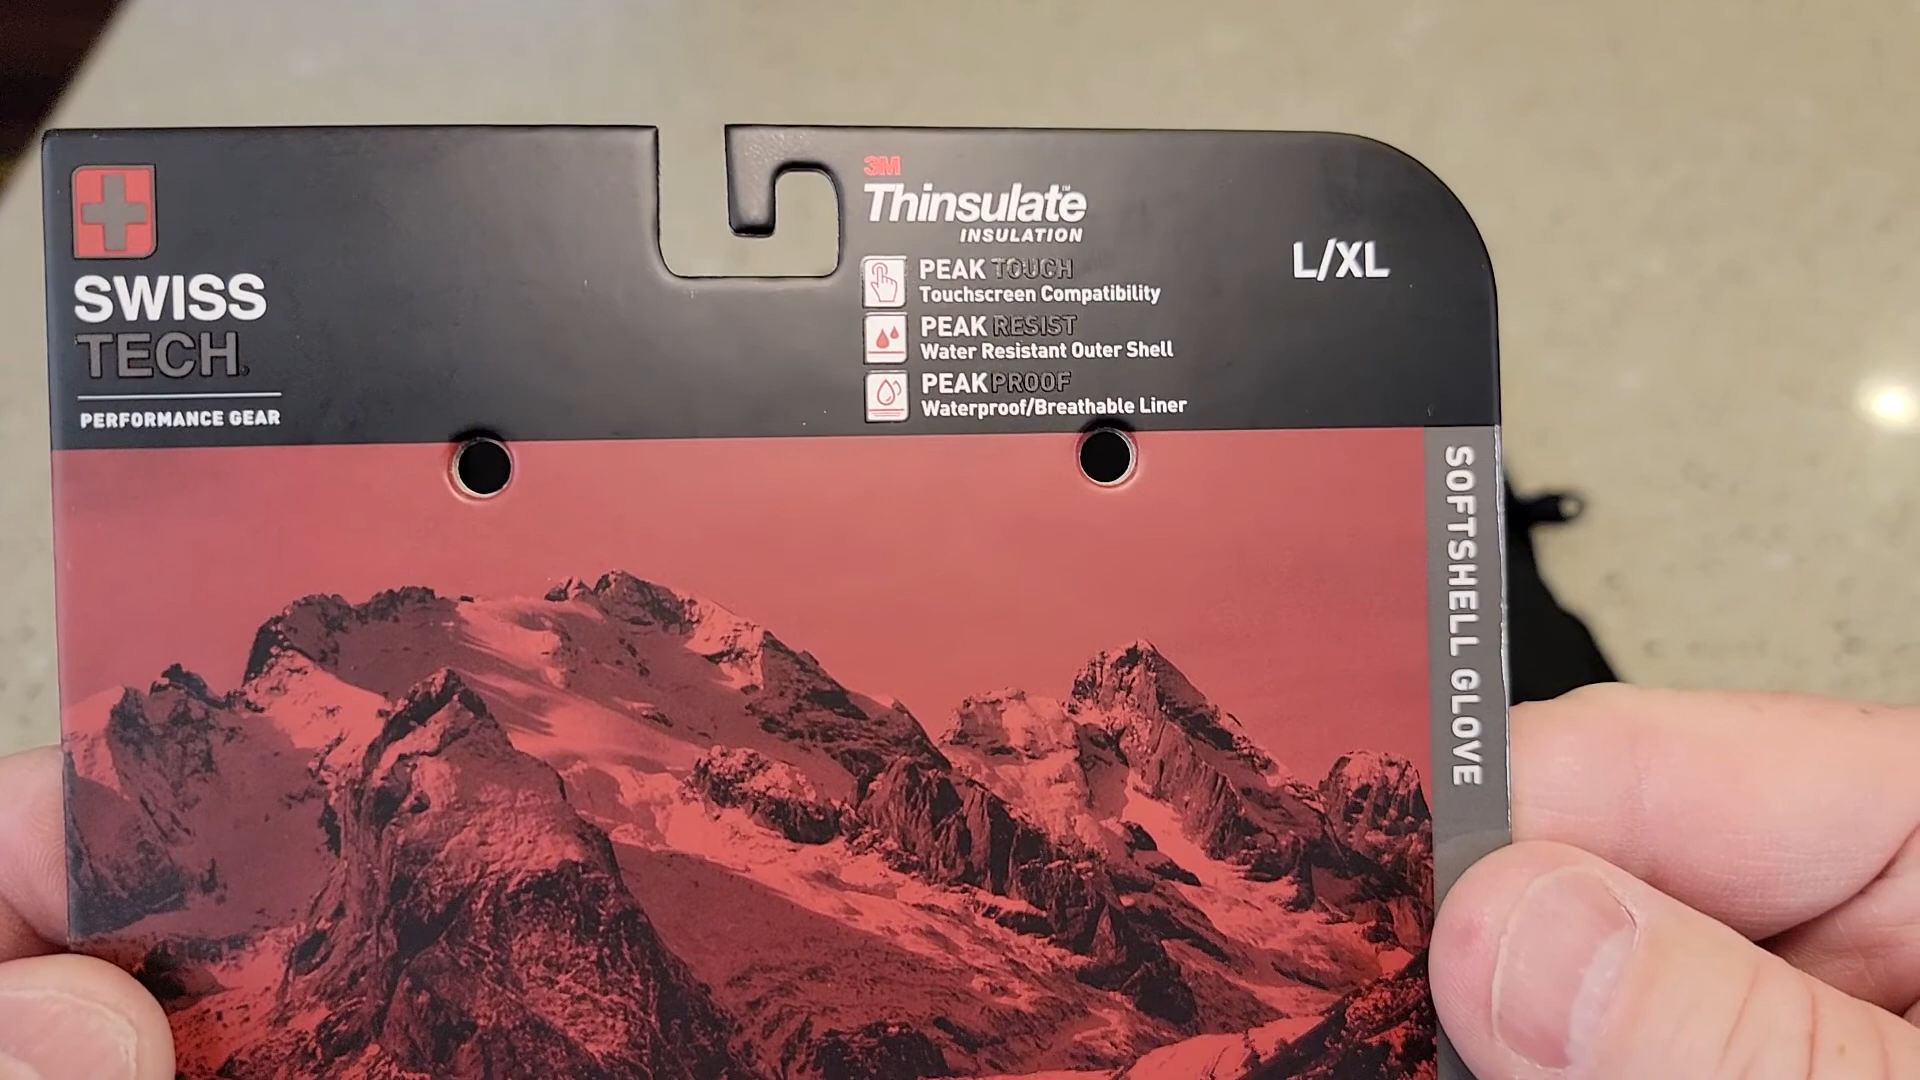 SWISS
TECH®
PERFORMANCE GEAR
3M
Thinsulate™
INSULATION
PEAK TOUCH
Touchscreen Compatibility
PEAK RESIST
Water Resistant Outer Shell
PEAK PROOF
Waterproof/Breathable Liner
L/XL
SOFTSHELL GLOVE